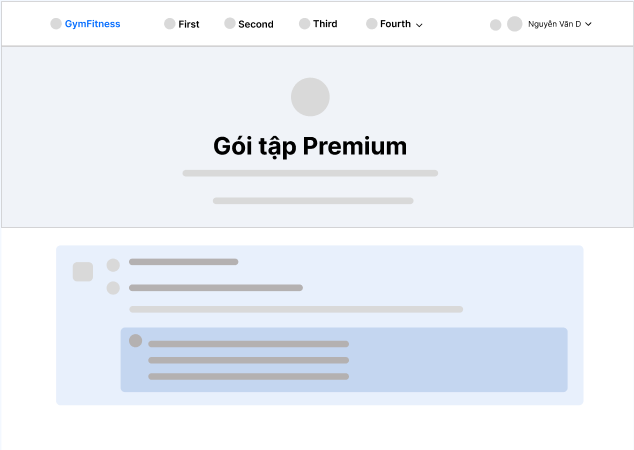 GymFitness First Second Third Fourth Nguyễn Văn D
Gói tập Premium